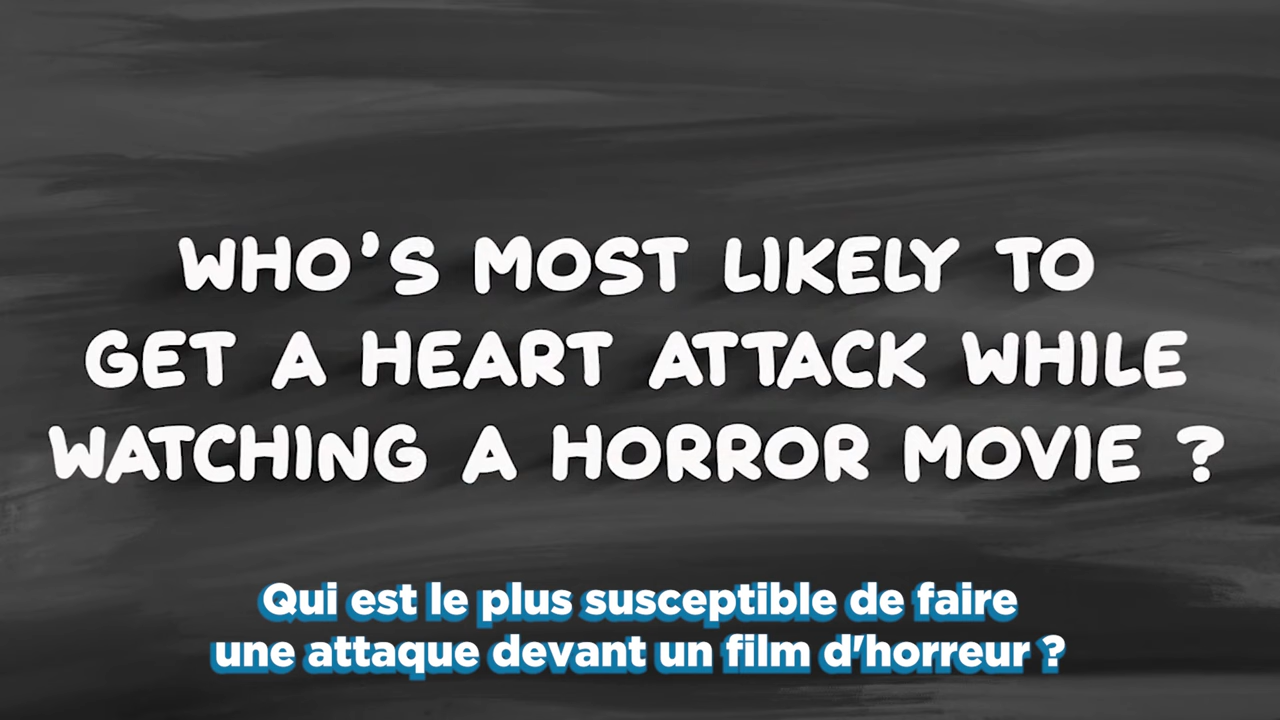 WHO'S MOST LIKELY TO
GET A HEART ATTACK WHILE
WATCHING A HORROR MOVIE ?
Qui est le plus susceptible de faire
une attaque devant un film d'horreur ?